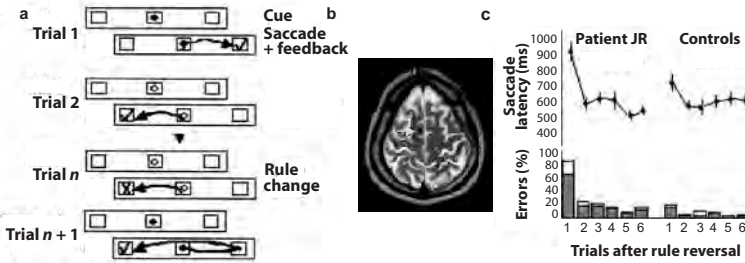 a
Trial 1
Cue
Saccade
+ feedback
Trial 2
Trial n
Rule
change
Trial n + 1
b
c
Patient JR
Controls
Saccade
latency (ms)
1000
900
800
700
600
500
400
Errors (%)
100
80
60
40
20
0
1 2 3 4 5 6
1 2 3 4 5 6
Trials after rule reversal